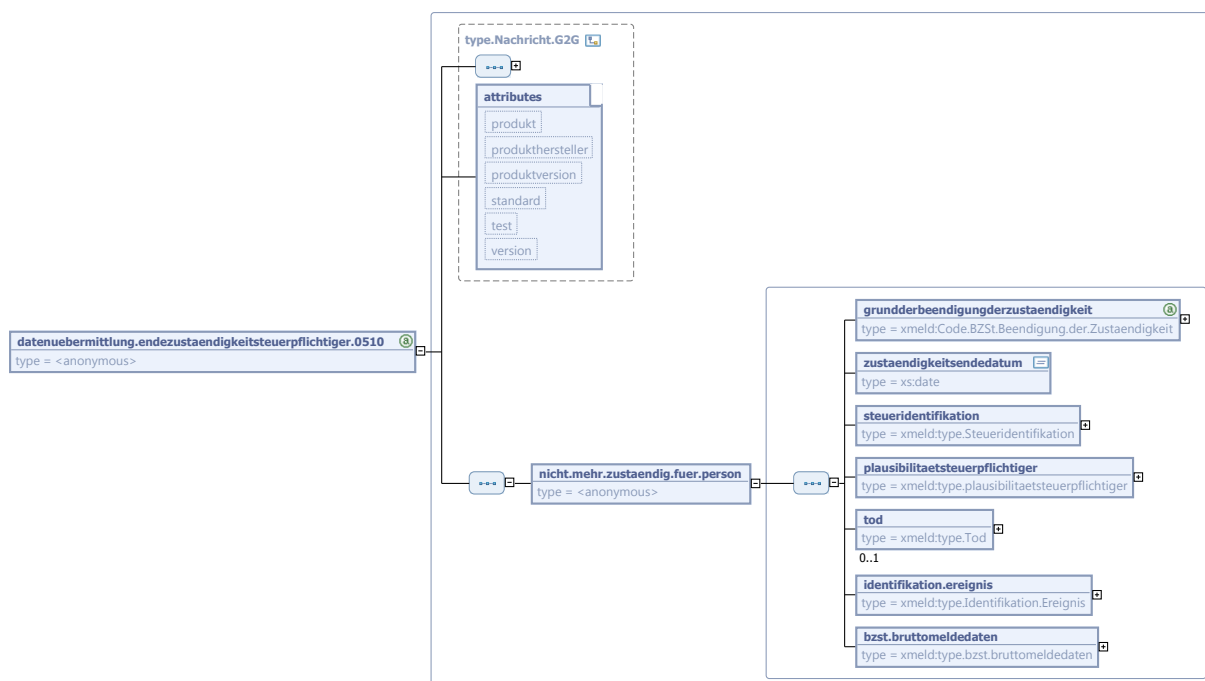 type.Nachricht.G2G
attributes
produkt
produkthersteller
produktversion
standard
test
version
datenuebermittlung.endezustaendigkeitsteuerpflichtiger.0510
a
type = <anonymous>
nicht.mehr.zustaendig.fuer.person
type = <anonymous>
grundderbeendigungderzustaendigkeit
a
type = xmeld:Code.BZSt.Beendigung.der.Zustaendigkeit
zustaendigkeitsendedatum
type = xs:date
steueridentifikation
type = xmeld:type.Steueridentifikation
plausibilitaetsteuerpflichtiger
type = xmeld:type.plausibilitaetsteuerpflichtiger
tod
type = xmeld:type.Tod
0..1
identifikation.ereignis
type = xmeld:type.Identifikation.Ereignis
bzst.bruttomeldedaten
type = xmeld:type.bzst.bruttomeldedaten